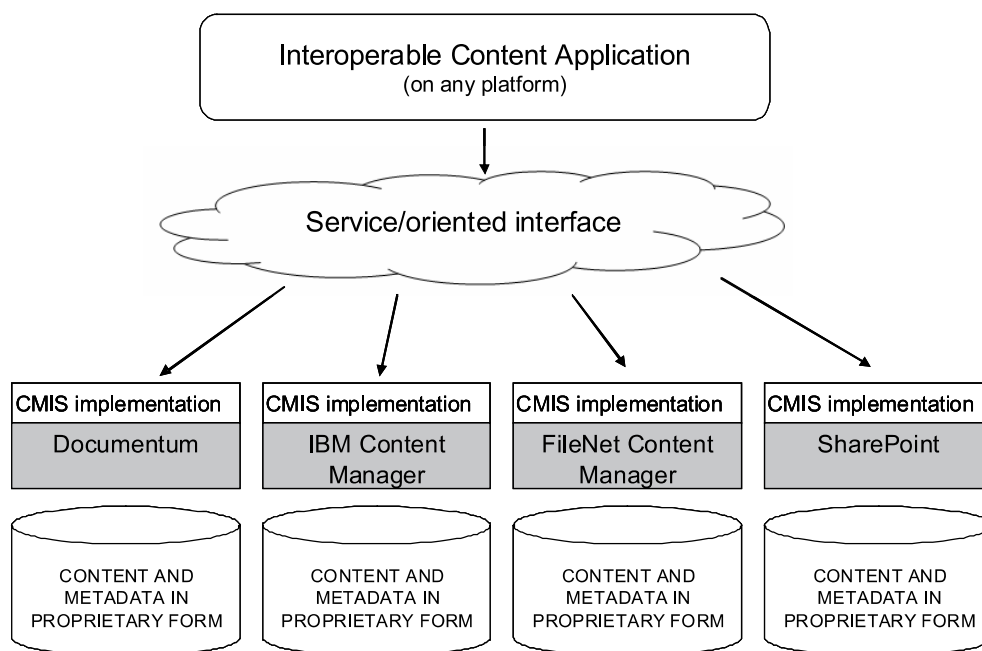 Interoperable Content Application
(on any platform)
Service/oriented interface
CMIS implementation
Documentum
CMIS implementation
IBM Content
Manager
CMIS implementation
FileNet Content
Manager
CMIS implementation
SharePoint
CONTENT AND
METADATA IN
PROPRIETARY FORM
CONTENT AND
METADATA IN
PROPRIETARY FORM
CONTENT AND
METADATA IN
PROPRIETARY FORM
CONTENT AND
METADATA IN
PROPRIETARY FORM